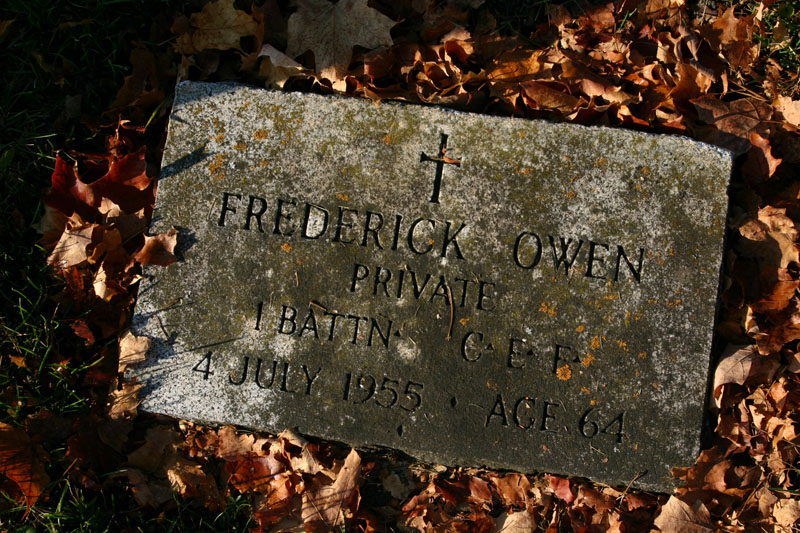 FREDERICK OWEN
PRIVATE
1 BATTN· C·E·F·
4 JULY 1955 · AGE 64